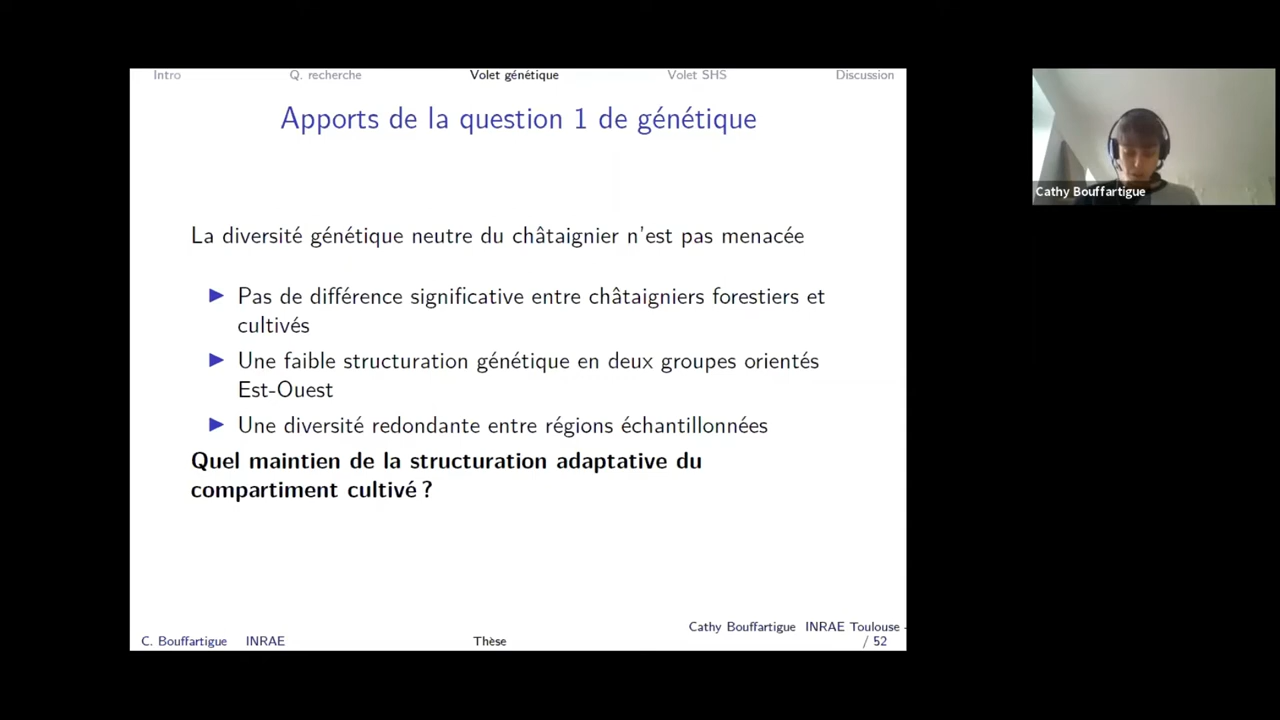 Intro Q. recherche Volet génétique Volet SHS Discussion
Apports de la question 1 de génétique
La diversité génétique neutre du châtaignier n'est pas menacée
▶ Pas de différence significative entre châtaigniers forestiers et
cultivés
▶ Une faible structuration génétique en deux groupes orientés
Est-Ouest
▶ Une diversité redondante entre régions échantillonnées
Quel maintien de la structuration adaptative du
compartiment cultivé ?
Cathy Bouffartigue INRAE Toulouse -
C. Bouffartigue INRAE Thèse / 52
Cathy Bouffartigue